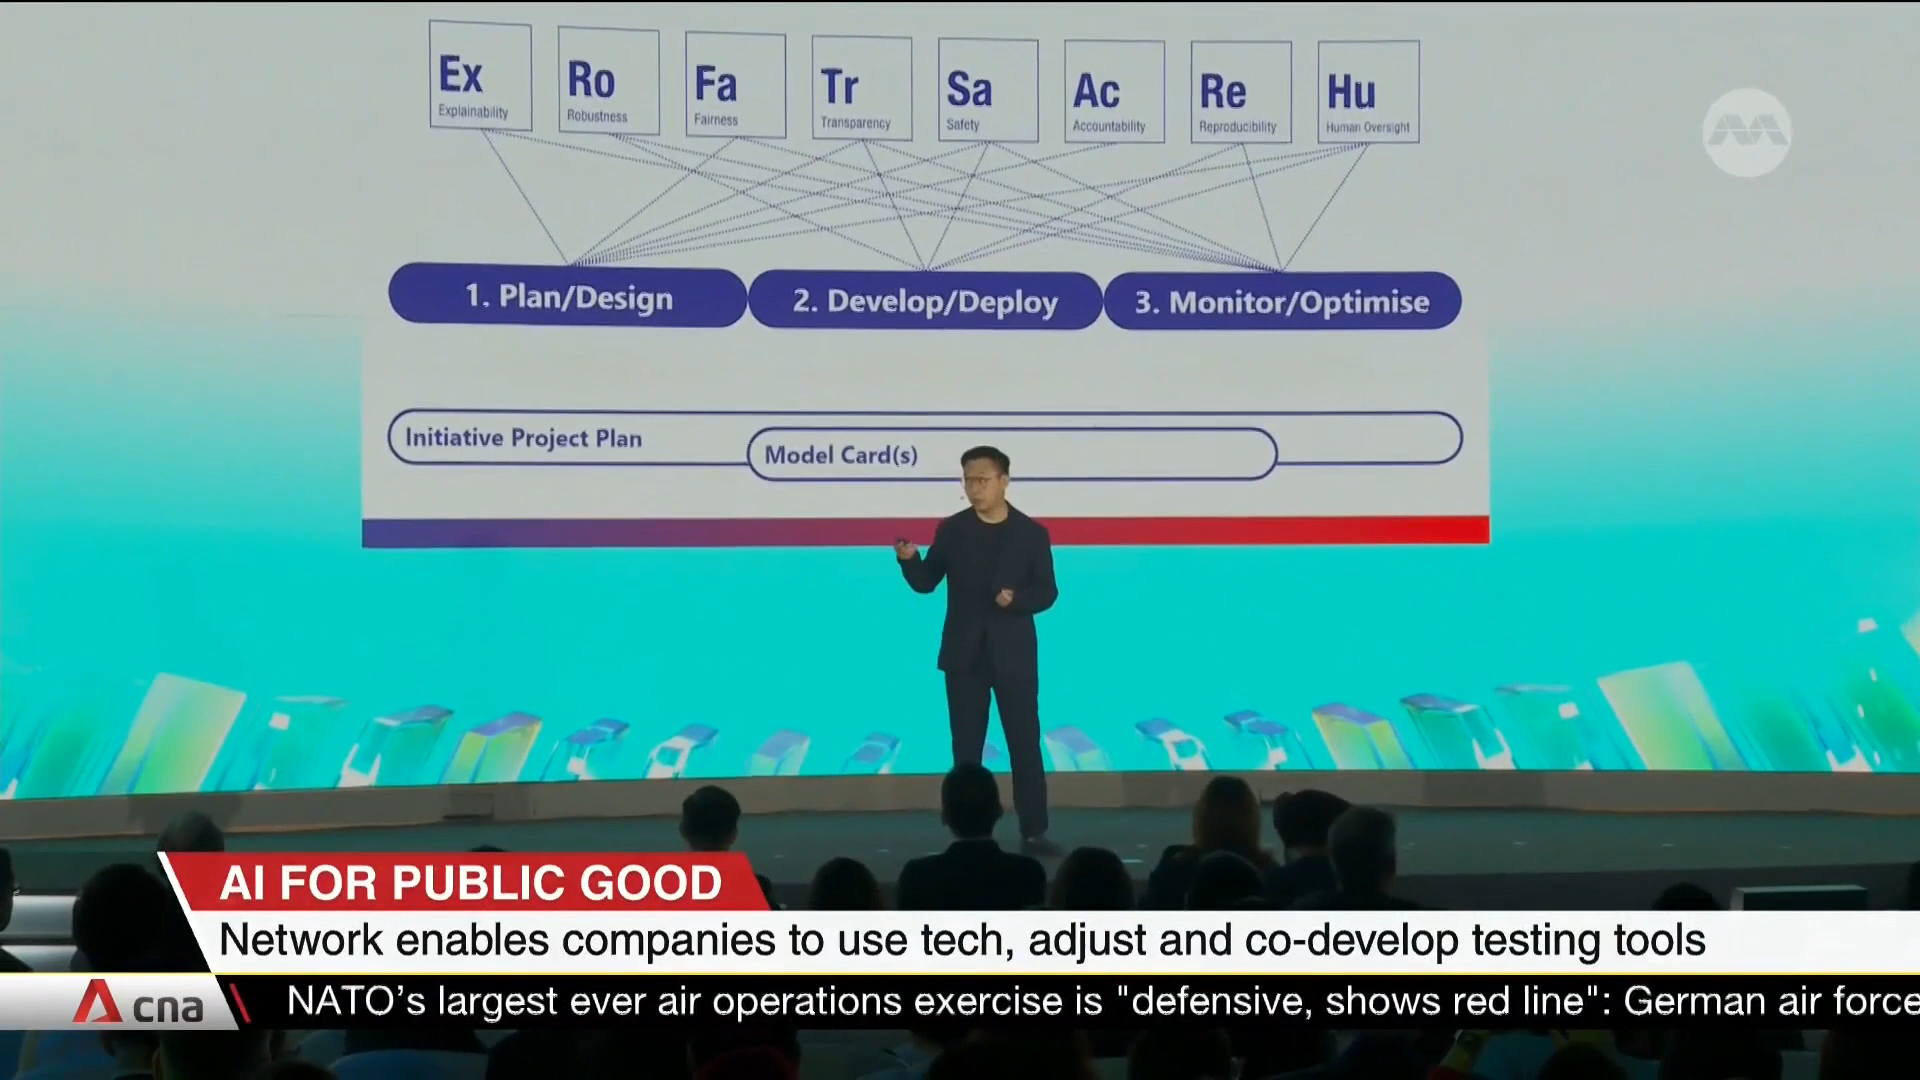 Ex
Explainability
Ro
Robustness
Fa
Fairness
Tr
Transparency
Sa
Safety
Ac
Accountability
Re
Reproducibility
Hu
Human Oversight
1. Plan/Design
2. Develop/Deploy
3. Monitor/Optimise
Initiative Project Plan
Model Card(s)
AI FOR PUBLIC GOOD
Network enables companies to use tech, adjust and co-develop testing tools
cna
NATO’s largest ever air operations exercise is "defensive, shows red line": German air force